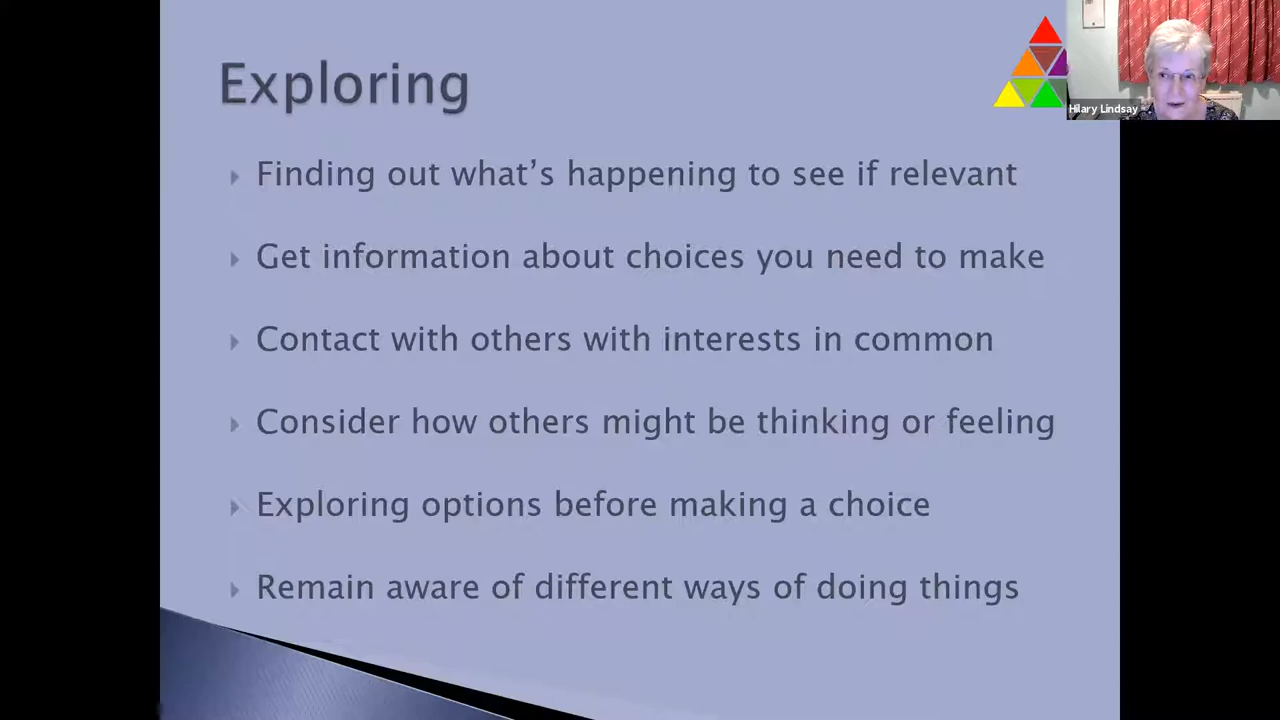 Exploring
Hilary Lindsay
Finding out what’s happening to see if relevant
Get information about choices you need to make
Contact with others with interests in common
Consider how others might be thinking or feeling
Exploring options before making a choice
Remain aware of different ways of doing things